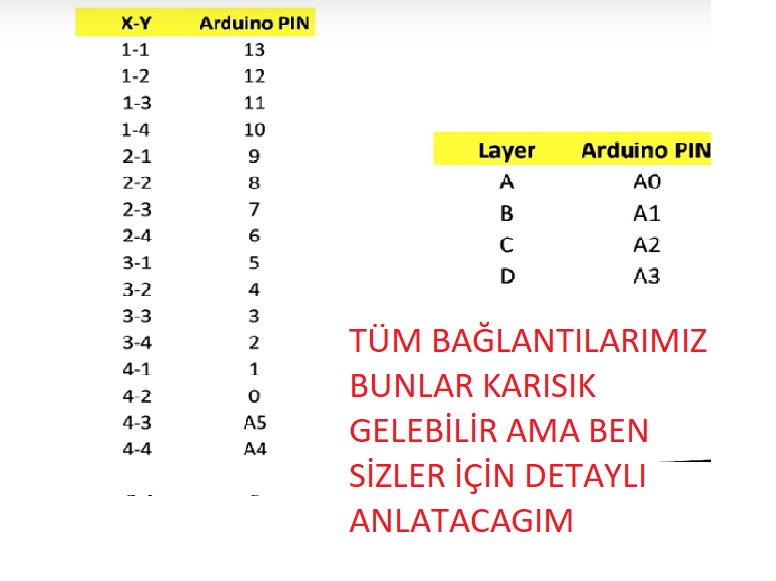 X-Y Arduino PIN
1-1 13
1-2 12
1-3 11
1-4 10
2-1 9
2-2 8
2-3 7
2-4 6
3-1 5
3-2 4
3-3 3
3-4 2
4-1 1
4-2 0
4-3 A5
4-4 A4
Layer Arduino PIN
A A0
B A1
C A2
D A3
TÜM BAĞLANTILARIMIZ
BUNLAR KARISIK
GELEBİLİR AMA BEN
SİZLER İÇİN DETAYLI
ANLATACAGIM